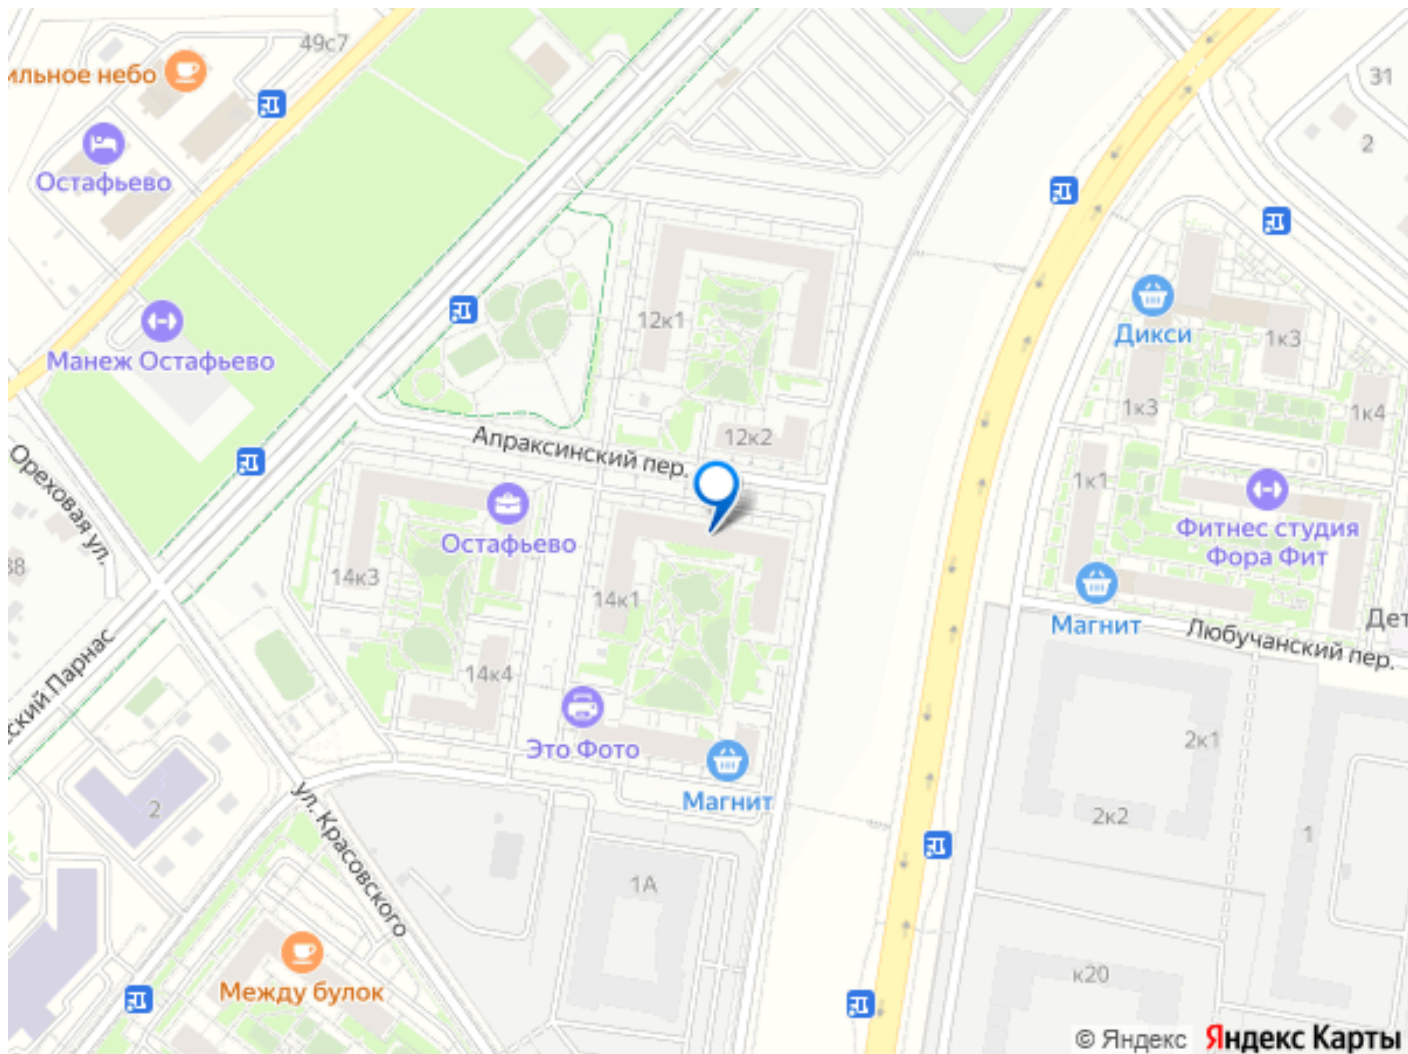 49с7
ильное небо
31
2
Остафьево
12к1
Дикси
1к3
Манеж Остафьево
1к3
1к4
12к2
Апраксинский пер.
Ореховая ул.
1к1
Фитнес студия
Фора Фит
Остафьево
38
14к3
14к1
Магнит
Дет
Любучанский пер.
ский Парнас
14к4
2к1
Это Фото
Магнит
2
2к2
1
ул. Красовского
1А
к20
Между булок
© Яндекс Яндекс Карты